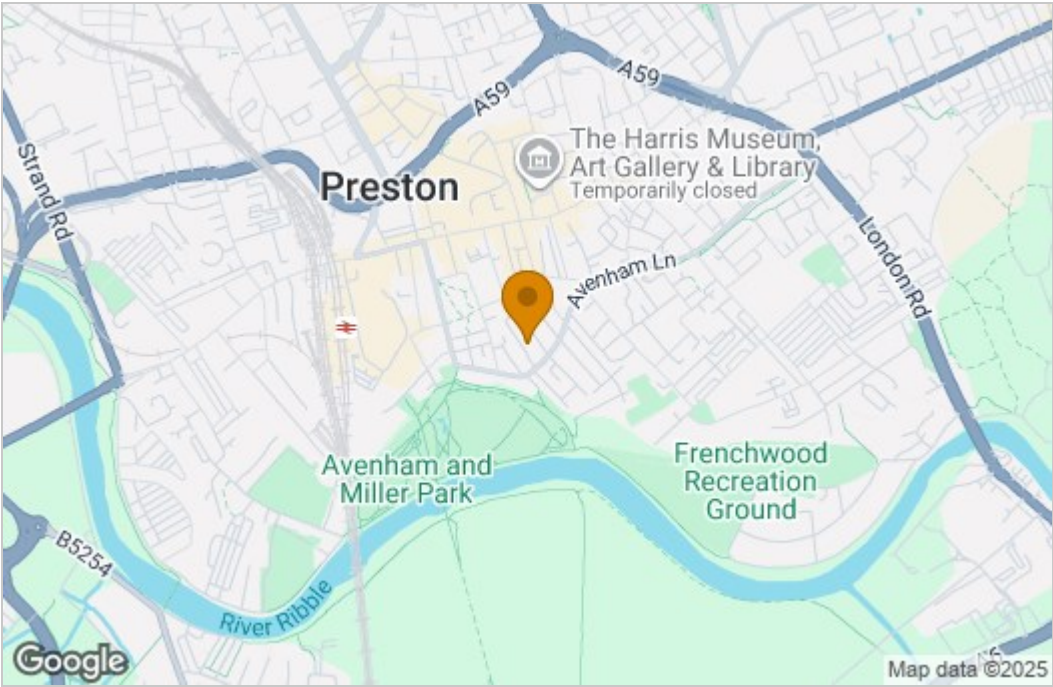 A59
A59
The Harris Museum,
Art Gallery & Library
Temporarily closed
Preston
Strand Rd
London Rd
Avenham Ln
Avenham and
Miller Park
Frenchwood
Recreation
Ground
B5254
River Ribble
A6
Google
Map data ©2025